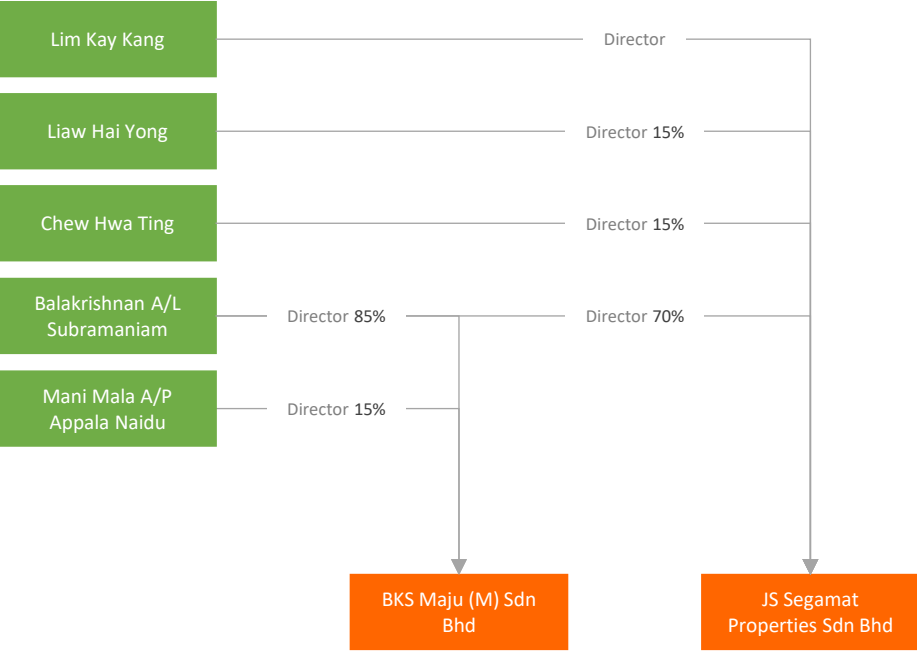 Lim Kay Kang
Director
Liaw Hai Yong
Director 15%
Chew Hwa Ting
Director 15%
Balakrishnan A/L
Subramaniam
Director 85%
Director 70%
Mani Mala A/P
Appala Naidu
Director 15%
BKS Maju (M) Sdn
Bhd
JS Segamat
Properties Sdn Bhd